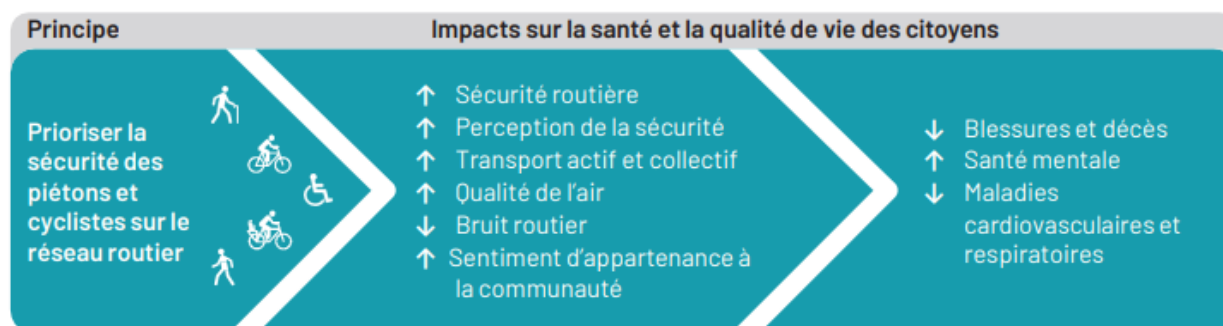 Principe
Impacts sur la santé et la qualité de vie des citoyens
Prioriser la
sécurité des
piétons et
cyclistes sur le
réseau routier
↑ Sécurité routière
↑ Perception de la sécurité
↑ Transport actif et collectif
↑ Qualité de l’air
↓ Bruit routier
↑ Sentiment d’appartenance à
la communauté
↓ Blessures et décès
↑ Santé mentale
↓ Maladies
cardiovasculaires et
respiratoires